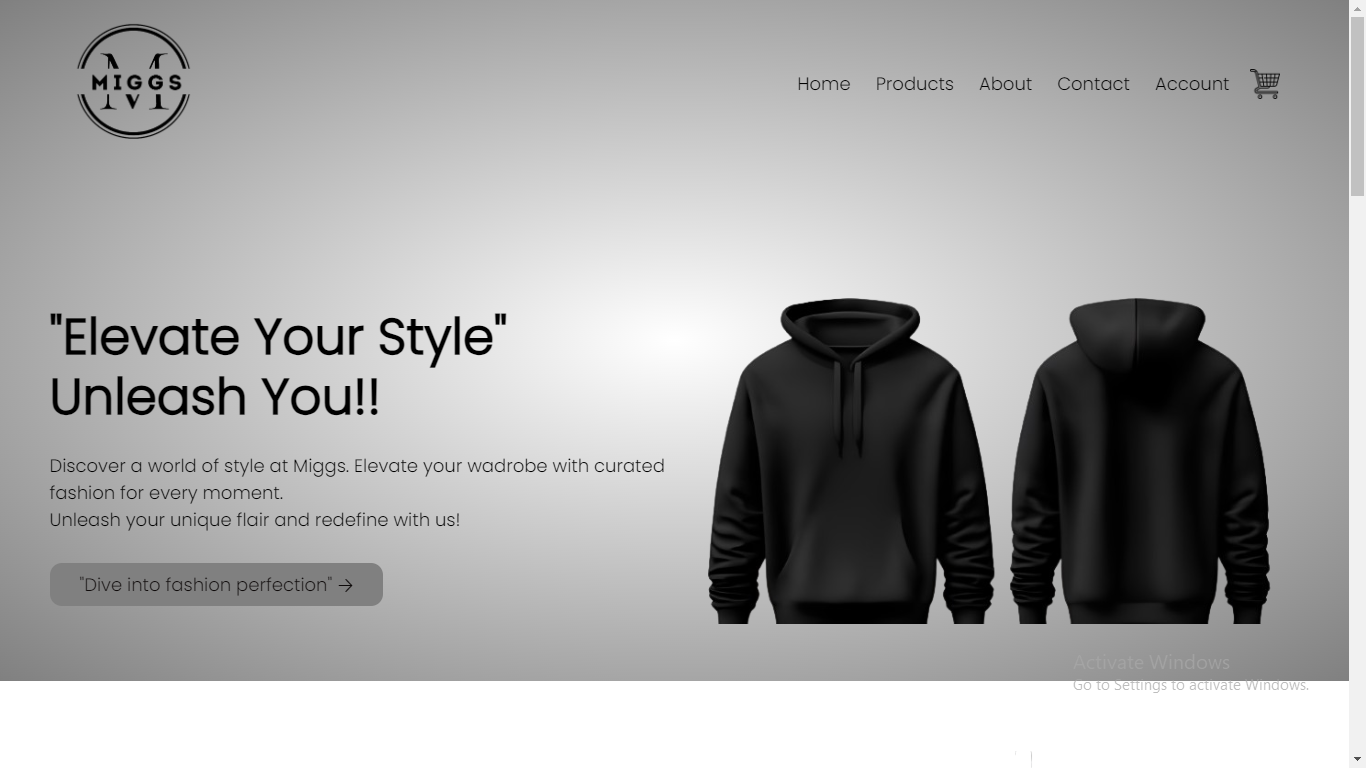 M
MIGGS
Home Products About Contact Account
"Elevate Your Style"
Unleash You!!
Discover a world of style at Miggs. Elevate your wadrobe with curated
fashion for every moment.
Unleash your unique flair and redefine with us!
"Dive into fashion perfection" →
Activate Windows
Go to Settings to activate Windows.